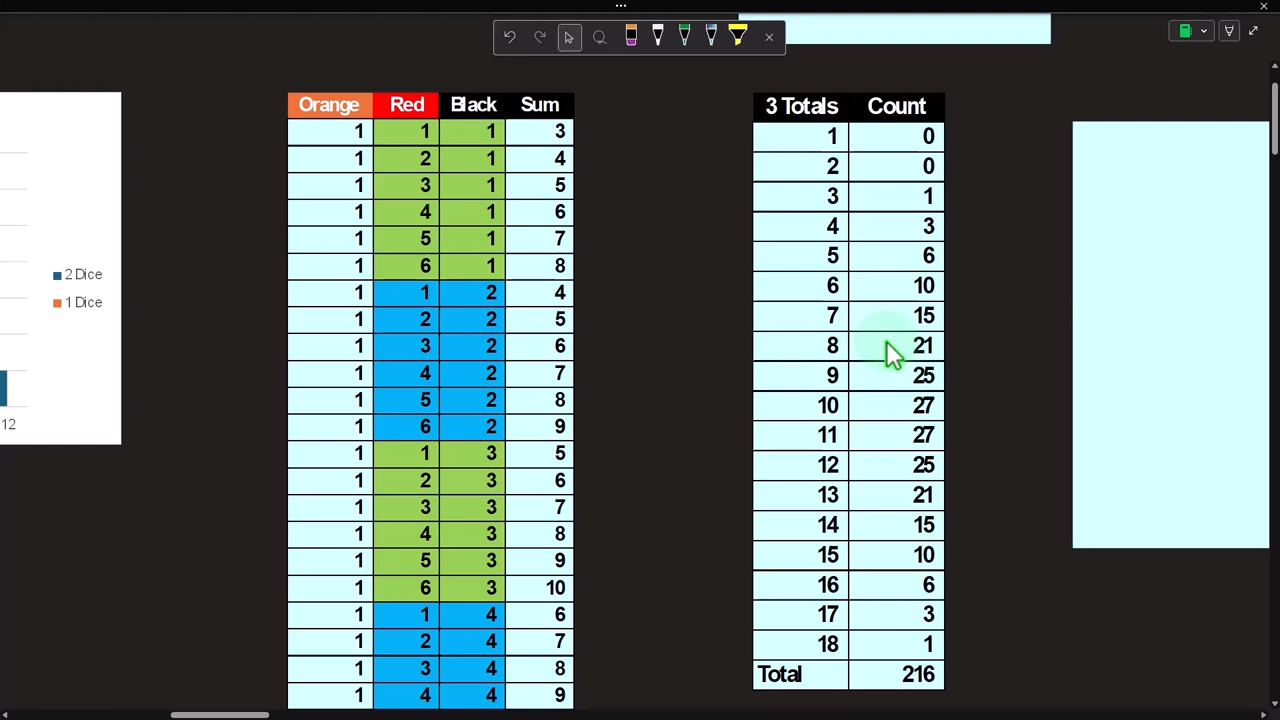 2 Dice
1 Dice
12
Orange Red Black Sum
1 1 1 3
1 2 1 4
1 3 1 5
1 4 1 6
1 5 1 7
1 6 1 8
1 1 2 4
1 2 2 5
1 3 2 6
1 4 2 7
1 5 2 8
1 6 2 9
1 1 3 5
1 2 3 6
1 3 3 7
1 4 3 8
1 5 3 9
1 6 3 10
1 1 4 6
1 2 4 7
1 3 4 8
1 4 4 9
3 Totals Count
1 0
2 0
3 1
4 3
5 6
6 10
7 15
8 21
9 25
10 27
11 27
12 25
13 21
14 15
15 10
16 6
17 3
18 1
Total 216